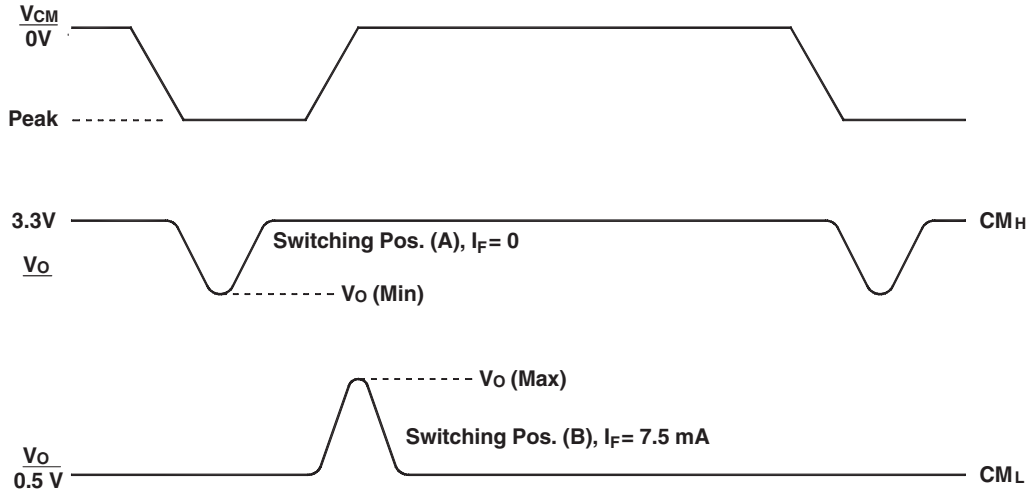 VCM
0V
Peak
3.3V
CMH
Switching Pos. (A), IF = 0
VO
VO (Min)
VO (Max)
Switching Pos. (B), IF = 7.5 mA
VO
0.5 V
CML